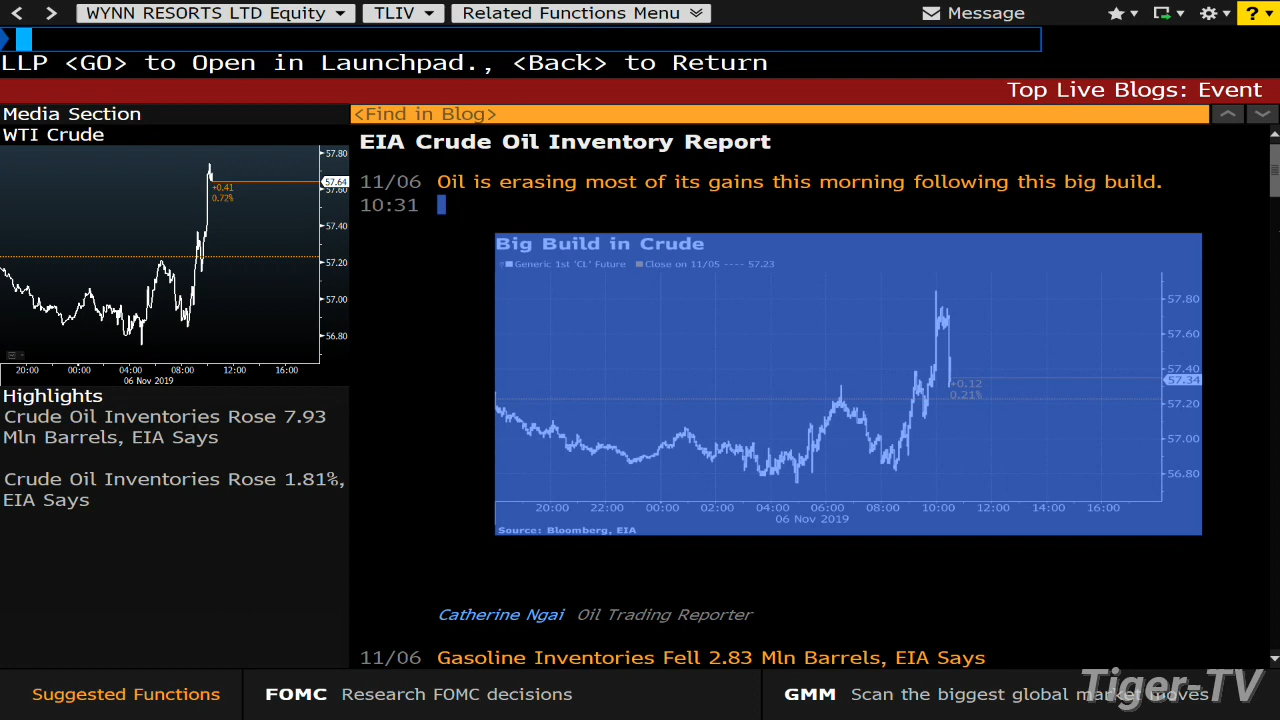 WYNN RESORTS LTD Equity
TLIV
Related Functions Menu
Message
?
LLP <GO> to Open in Launchpad., <Back> to Return
Top Live Blogs: Event
Media Section
<Find in Blog>
WTI Crude
57.80
57.64
57.60
57.40
57.20
57.00
56.80
+0.41
0.72%
20:00 00:00 04:00 08:00 12:00 16:00
06 Nov 2019
Highlights
Crude Oil Inventories Rose 7.93
Mln Barrels, EIA Says
Crude Oil Inventories Rose 1.81%,
EIA Says
EIA Crude Oil Inventory Report
11/06 Oil is erasing most of its gains this morning following this big build.
10:31
Big Build in Crude
Generic 1st 'CL' Future Close on 11/05 ---- 57.23
57.80
57.60
57.40
57.34
57.20
57.00
56.80
+0.12
0.21%
20:00 22:00 00:00 02:00 04:00 06:00 08:00 10:00 12:00 14:00 16:00
06 Nov 2019
Source: Bloomberg, EIA
Catherine Ngai Oil Trading Reporter
11/06 Gasoline Inventories Fell 2.83 Mln Barrels, EIA Says
Suggested Functions
FOMC Research FOMC decisions
GMM Scan the biggest global market moves
Tiger-TV